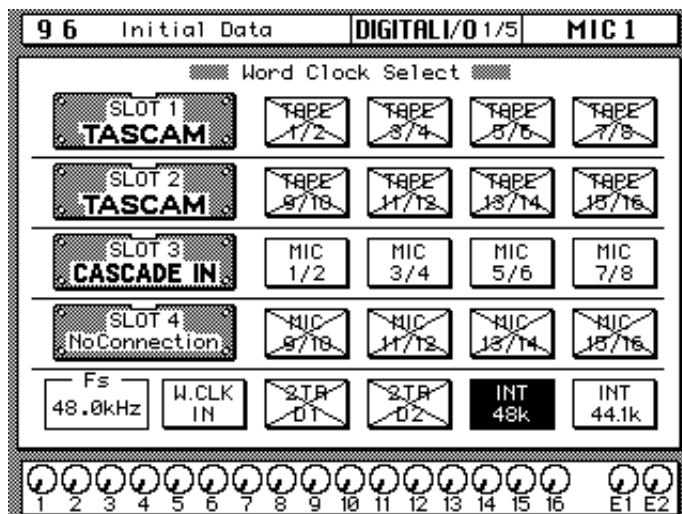 96 Initial Data DIGITAL I/O 1/5 MIC 1
Word Clock Select
SLOT 1 TAPE TAPE TAPE TAPE
TASCAM 1/2 3/4 5/6 7/8
SLOT 2 TAPE TAPE TAPE TAPE
TASCAM 9/10 11/12 13/14 15/16
SLOT 3 MIC MIC MIC MIC
CASCADE IN 1/2 3/4 5/6 7/8
SLOT 4 MIC MIC MIC MIC
NoConnection 9/10 11/12 13/14 15/16
Fs W.CLK 2TR 2TR INT INT
48.0kHz IN D1 D2 48k 44.1k
1 2 3 4 5 6 7 8 9 10 11 12 13 14 15 16 E1 E2